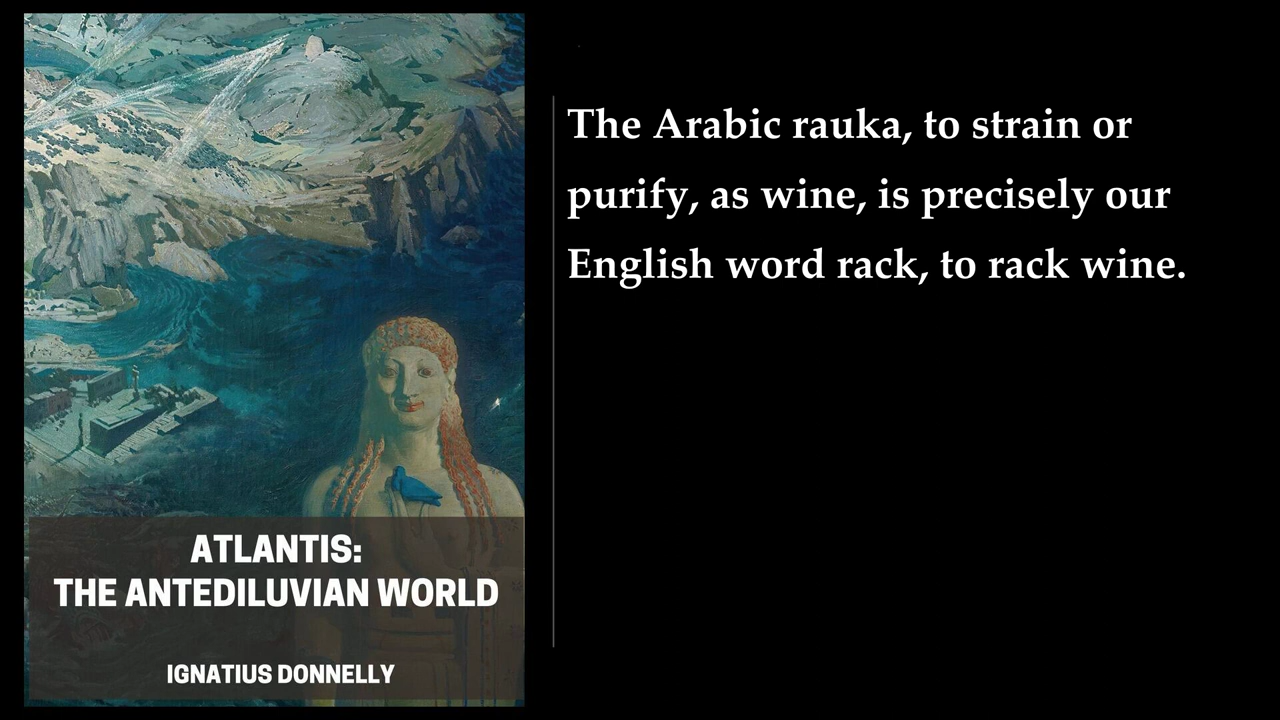 The Arabic rauka, to strain or
purify, as wine, is precisely our
English word rack, to rack wine.
ATLANTIS:
THE ANTEDILUVIAN WORLD
IGNATIUS DONNELLY